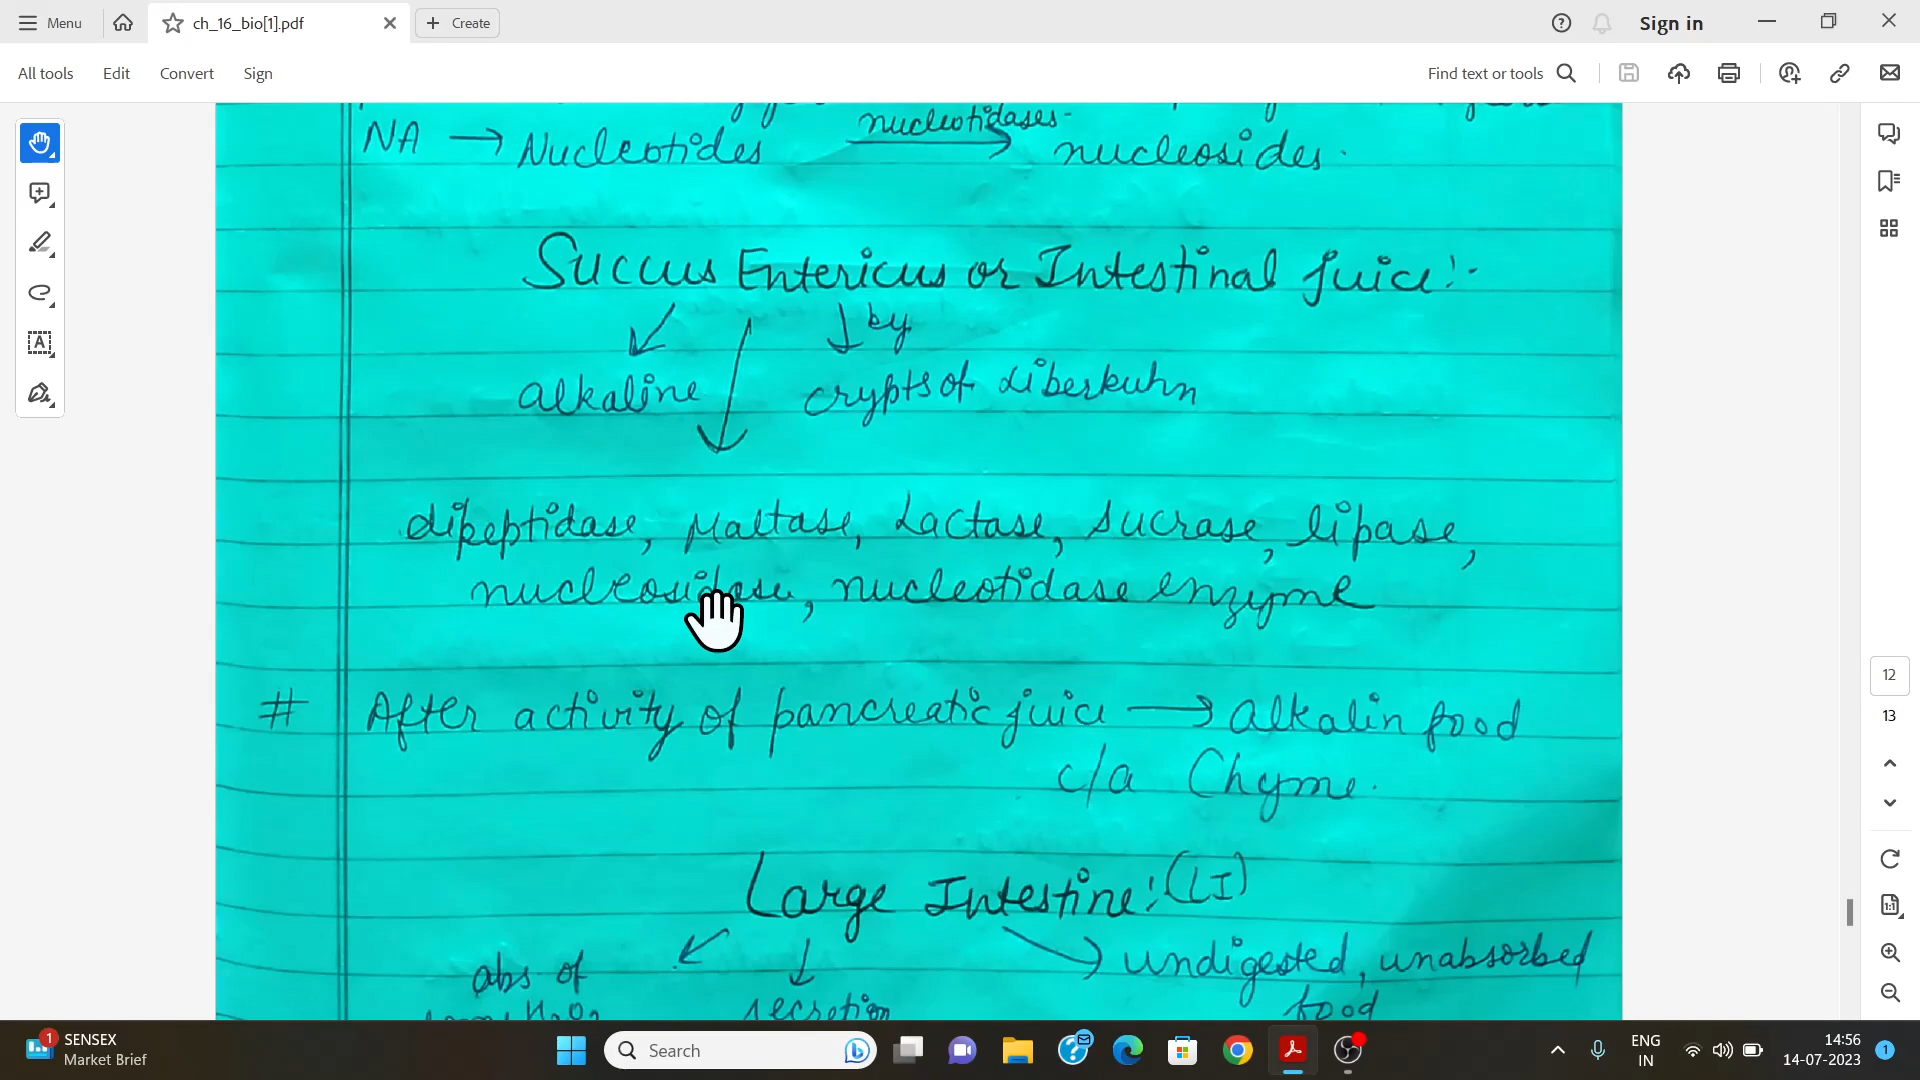 Menu
ch_16_bio[1].pdf
Create
Sign in
All tools
Edit
Convert
Sign
Find text or tools
NA → Nucleotides nucleotidases → nucleosides.
Succus Entericus or Intestinal juice:-
by
alkaline
crypts of Liberkuhn
dipeptidase, Maltase, Lactase, Sucrase, lipase,
nucleosidase, nucleotidase enzyme
# After activity of pancreatic juice → alkalin food
c/a Chyme.
Large Intestine: (LI)
abs of
undigested, unabsorbed
secretion
food
12
13
1
SENSEX
Market Brief
Search
ENG
IN
14:56
14-07-2023
1